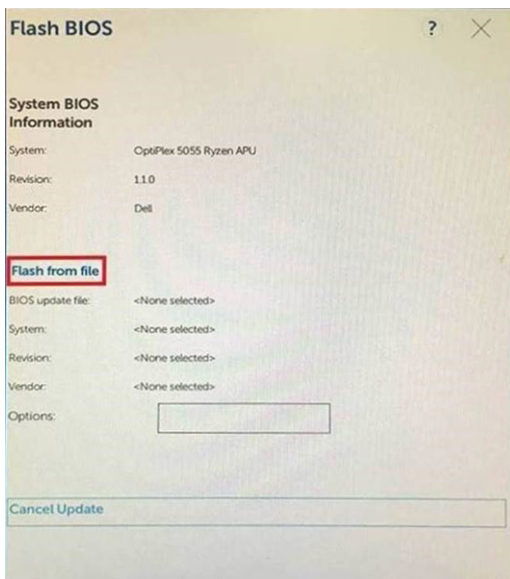 Flash BIOS ?
System BIOS
Information
System: OptiPlex 5055 Ryzen APU
Revision: 1.1.0
Vendor: Dell
Flash from file
BIOS update file: <None selected>
System: <None selected>
Revision: <None selected>
Vendor: <None selected>
Options:
Cancel Update